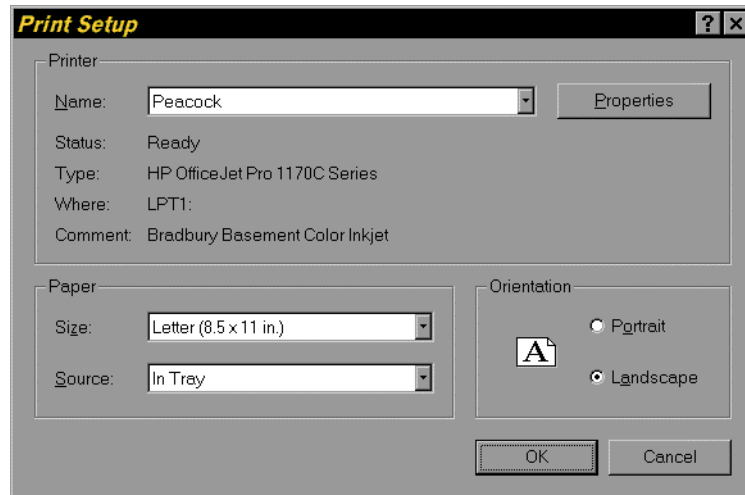 Print Setup
Printer
Name: Peacock Properties
Status: Ready
Type: HP OfficeJet Pro 1170C Series
Where: LPT1:
Comment: Bradbury Basement Color Inkjet
Paper
Size: Letter (8.5 x 11 in.)
Source: In Tray
Orientation
A
Portrait
Landscape
OK Cancel